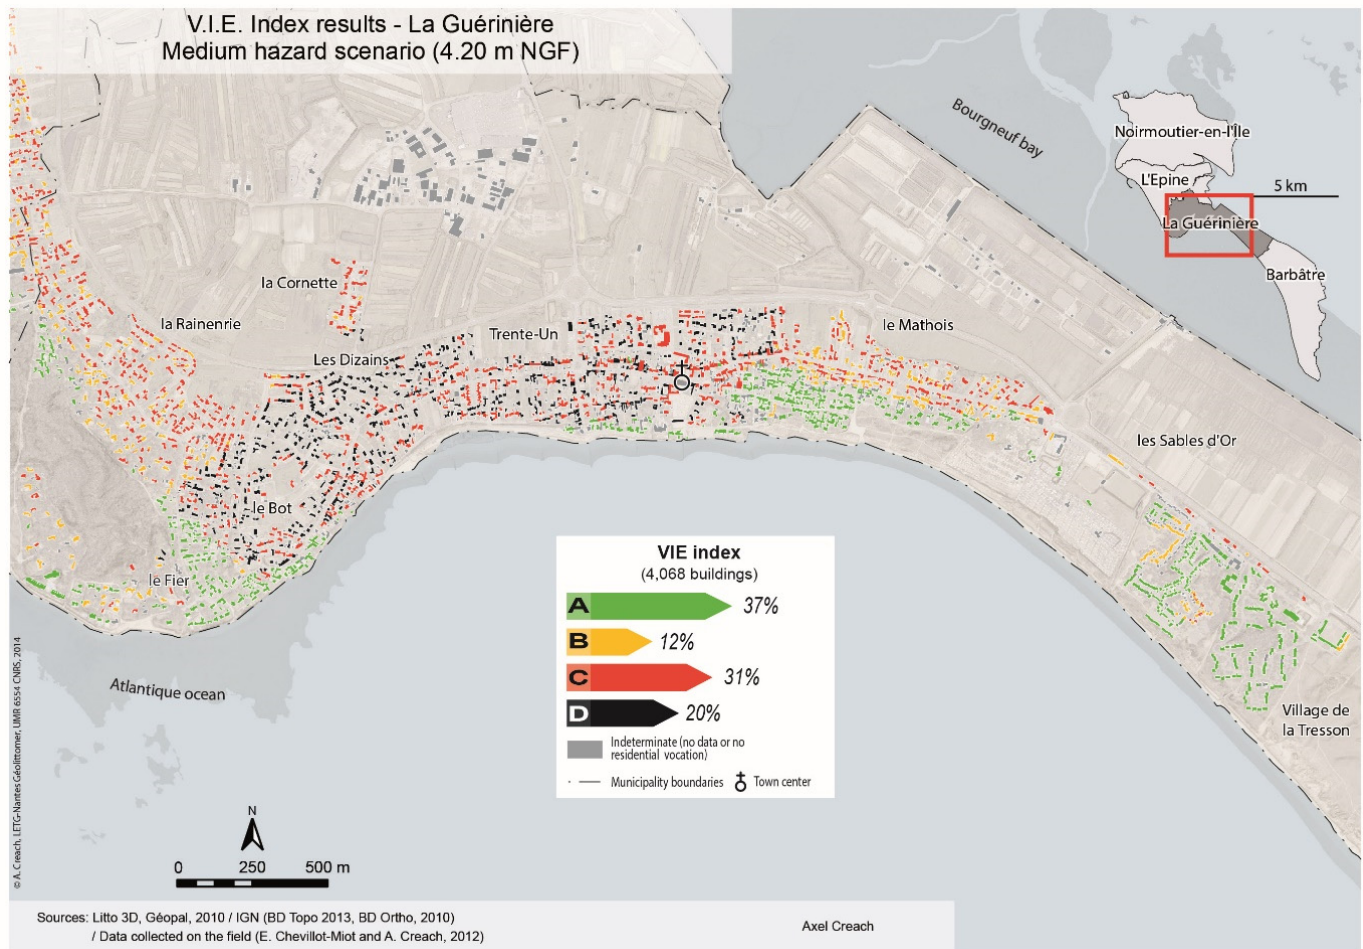 V.I.E. Index results - La Guérinière
Medium hazard scenario (4.20 m NGF)
Bourgneuf bay
Noirmoutier-en-l'Île
L'Epine
5 km
La Guérinière
Barbâtre
la Cornette
la Rainenrie
Trente-Un
le Mathois
Les Dizains
les Sables d'Or
le Bot
le Fier
Atlantique ocean
Village de
la Tresson
VIE index
(4,068 buildings)
A 37%
B 12%
C 31%
D 20%
Indeterminate (no data or no
residential vocation)
Municipality boundaries
Town center
N
0 250 500 m
© A. Creach, LETG-Nantes Géolittomer, UMR 6554 CNRS, 2014
Sources: Litto 3D, Géopal, 2010 / IGN (BD Topo 2013, BD Ortho, 2010)
/ Data collected on the field (E. Chevillot-Miot and A. Creach, 2012)
Axel Creach